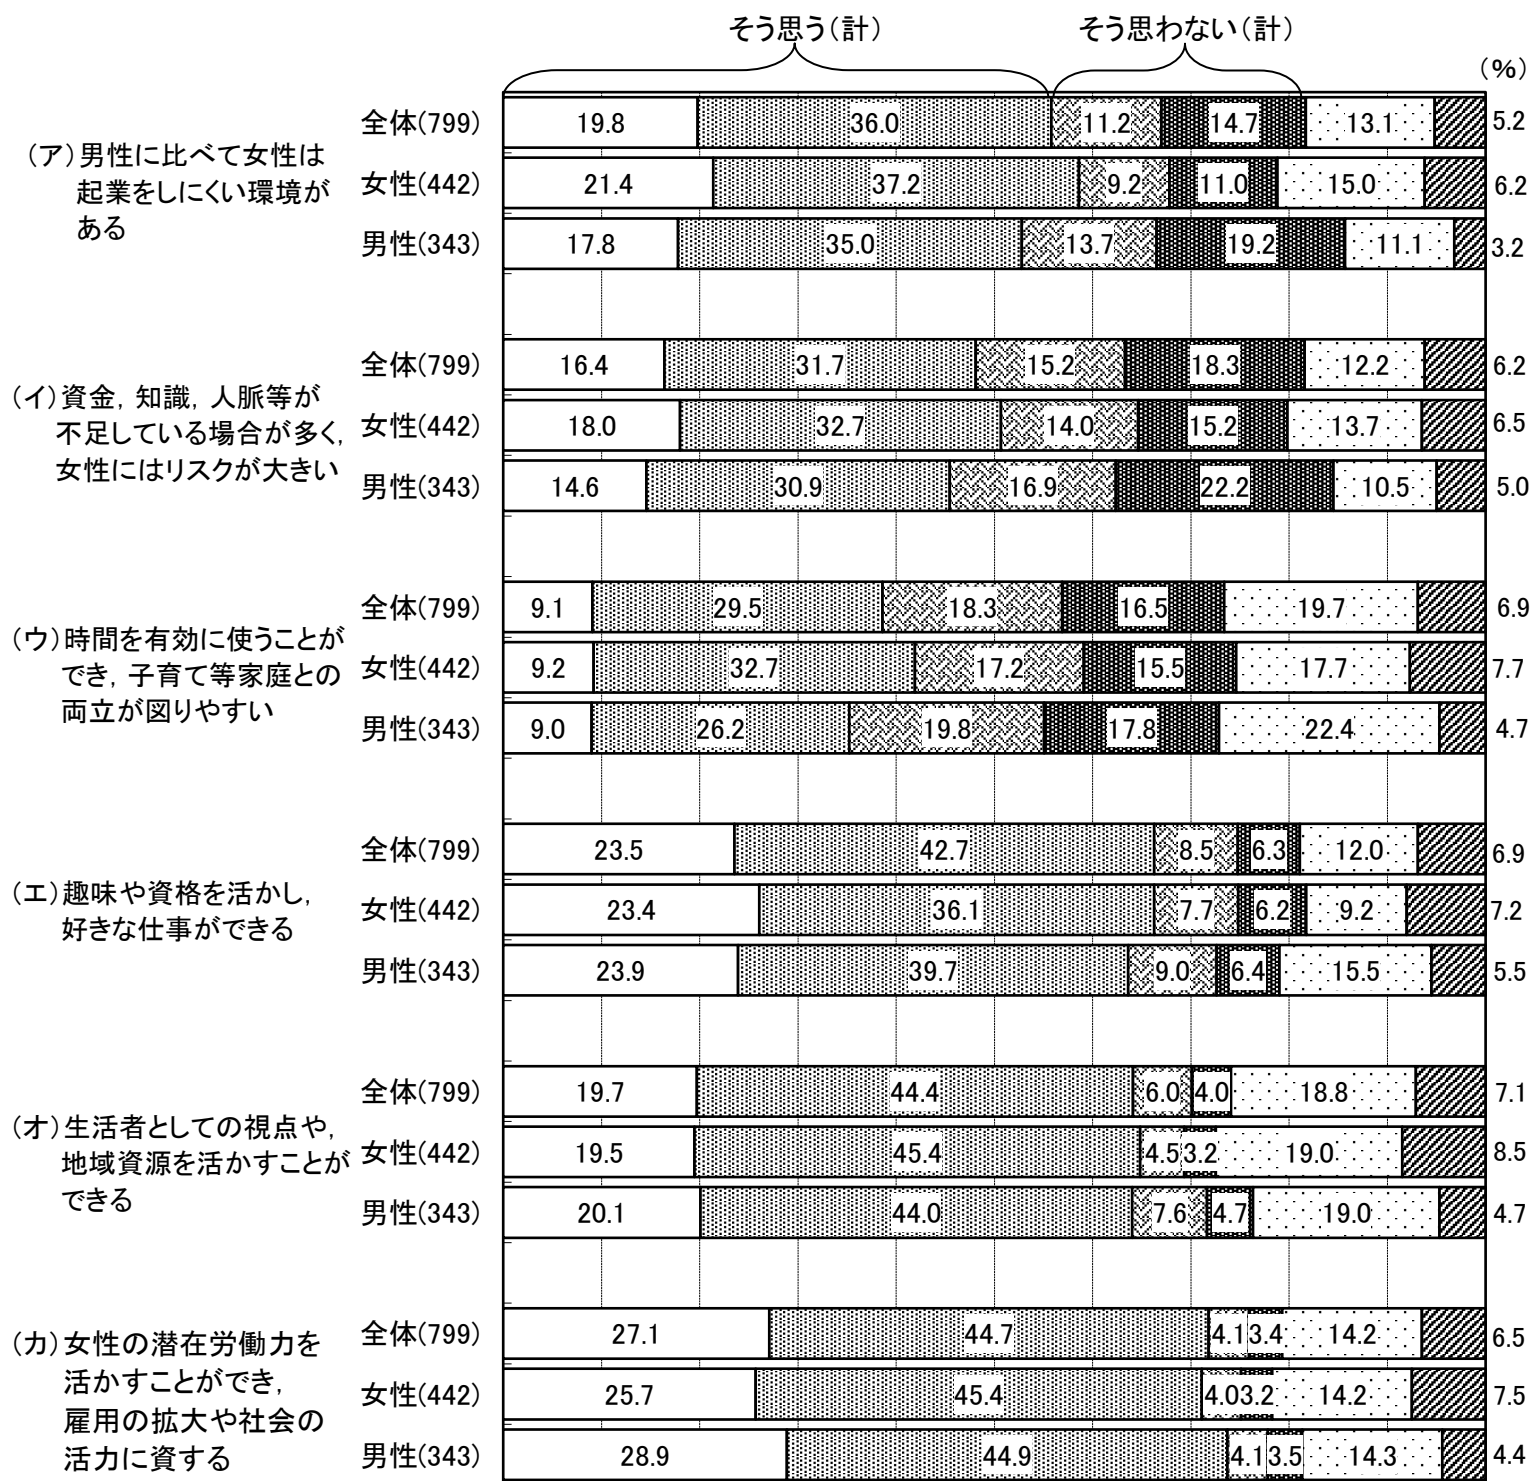 そう思う（計） そう思わない（計）
（％）
全体(799) 19.8 36.0 11.2 14.7 13.1 5.2
（ア）男性に比べて女性は
起業をしにくい環境が
ある
女性(442) 21.4 37.2 9.2 11.0 15.0 6.2
男性(343) 17.8 35.0 13.7 19.2 11.1 3.2
全体(799) 16.4 31.7 15.2 18.3 12.2 6.2
（イ）資金，知識，人脈等が
不足している場合が多く，
女性にはリスクが大きい
女性(442) 18.0 32.7 14.0 15.2 13.7 6.5
男性(343) 14.6 30.9 16.9 22.2 10.5 5.0
全体(799) 9.1 29.5 18.3 16.5 19.7 6.9
（ウ）時間を有効に使うことが
でき，子育て等家庭との
両立が図りやすい
女性(442) 9.2 32.7 17.2 15.5 17.7 7.7
男性(343) 9.0 26.2 19.8 17.8 22.4 4.7
全体(799) 23.5 42.7 8.5 6.3 12.0 6.9
（エ）趣味や資格を活かし，
好きな仕事ができる
女性(442) 23.4 36.1 7.7 6.2 9.2 7.2
男性(343) 23.9 39.7 9.0 6.4 15.5 5.5
全体(799) 19.7 44.4 6.0 4.0 18.8 7.1
（オ）生活者としての視点や，
地域資源を活かすことが
できる
女性(442) 19.5 45.4 4.5 3.2 19.0 8.5
男性(343) 20.1 44.0 7.6 4.7 19.0 4.7
全体(799) 27.1 44.7 4.1 3.4 14.2 6.5
（カ）女性の潜在労働力を
活かすことができ，
雇用の拡大や社会の
活力に資する
女性(442) 25.7 45.4 4.0 3.2 14.2 7.5
男性(343) 28.9 44.9 4.1 3.5 14.3 4.4